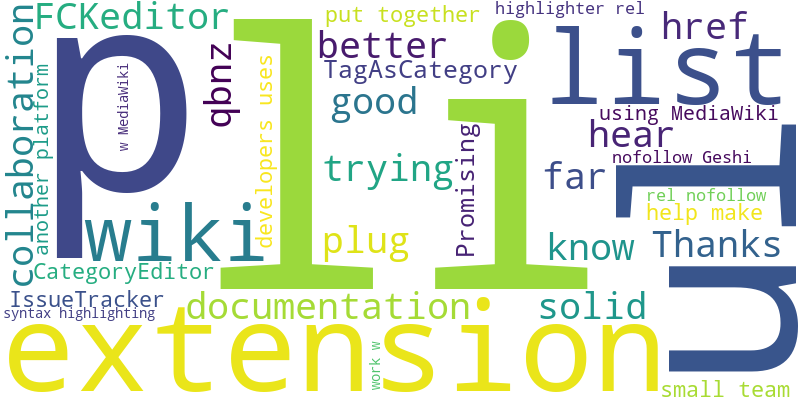 FCKeditor
put together
highlighter rel
p
li
list
href
better
collaboration
another platform
w MediaWiki
qbnz
developers uses
TagAsCategory
good
using MediaWiki
hear
nofollow Geshi
ul
trying
Promising
far
rel nofollow
help make
wiki
plug
know
Thanks
CategoryEditor
IssueTracker
documentation
solid
syntax highlighting
extension
work w
small team